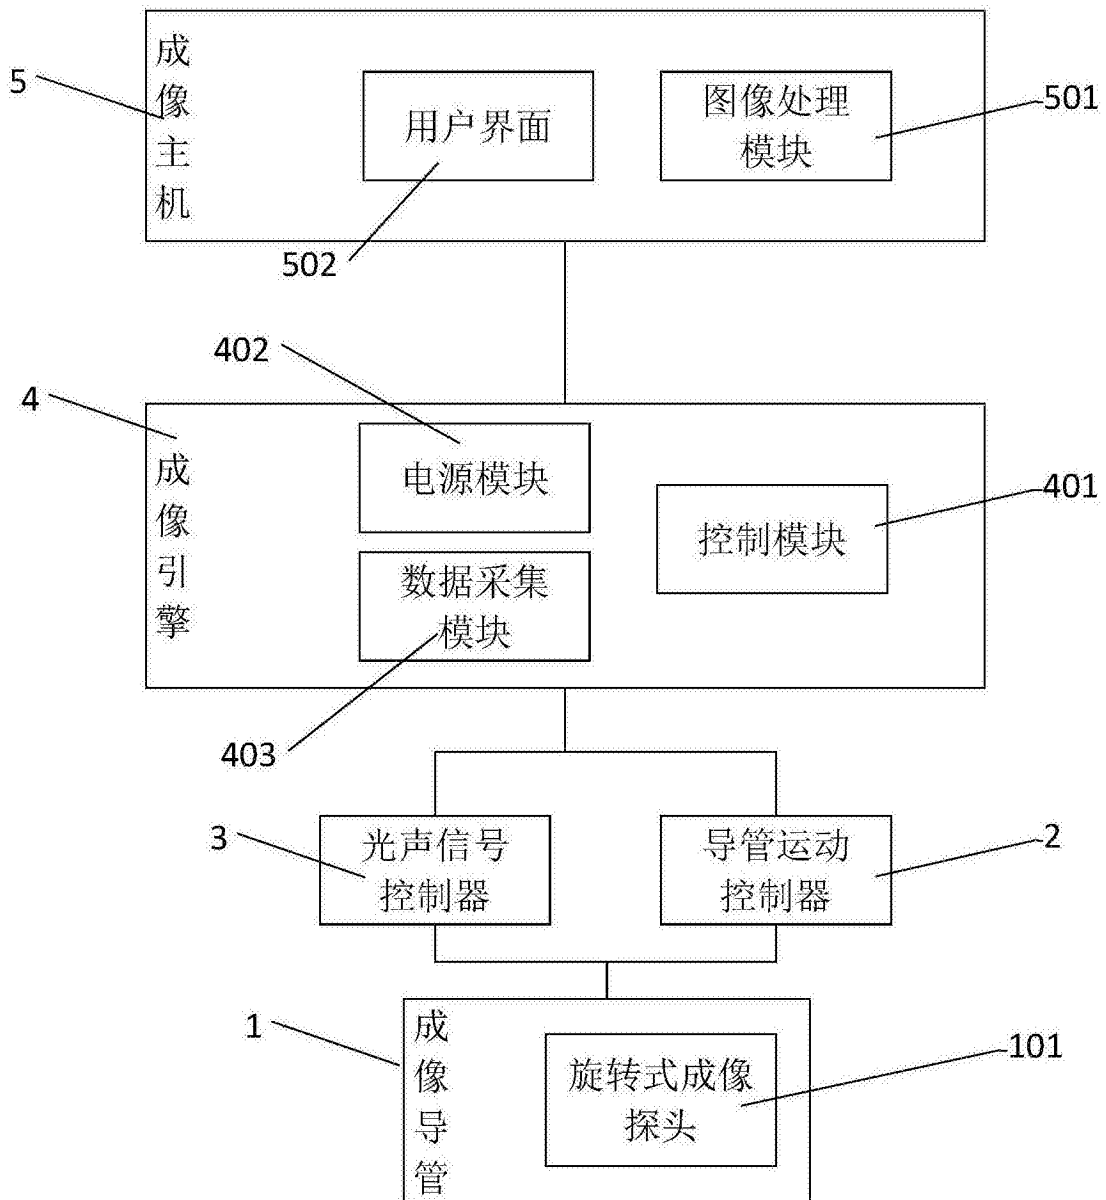 成像主机
5
用户界面
图像处理
模块
501
502
402
4
成像引擎
电源模块
控制模块
401
数据采集
模块
403
3
光声信号
控制器
导管运动
控制器
2
1
成像导管
旋转式成像
探头
101